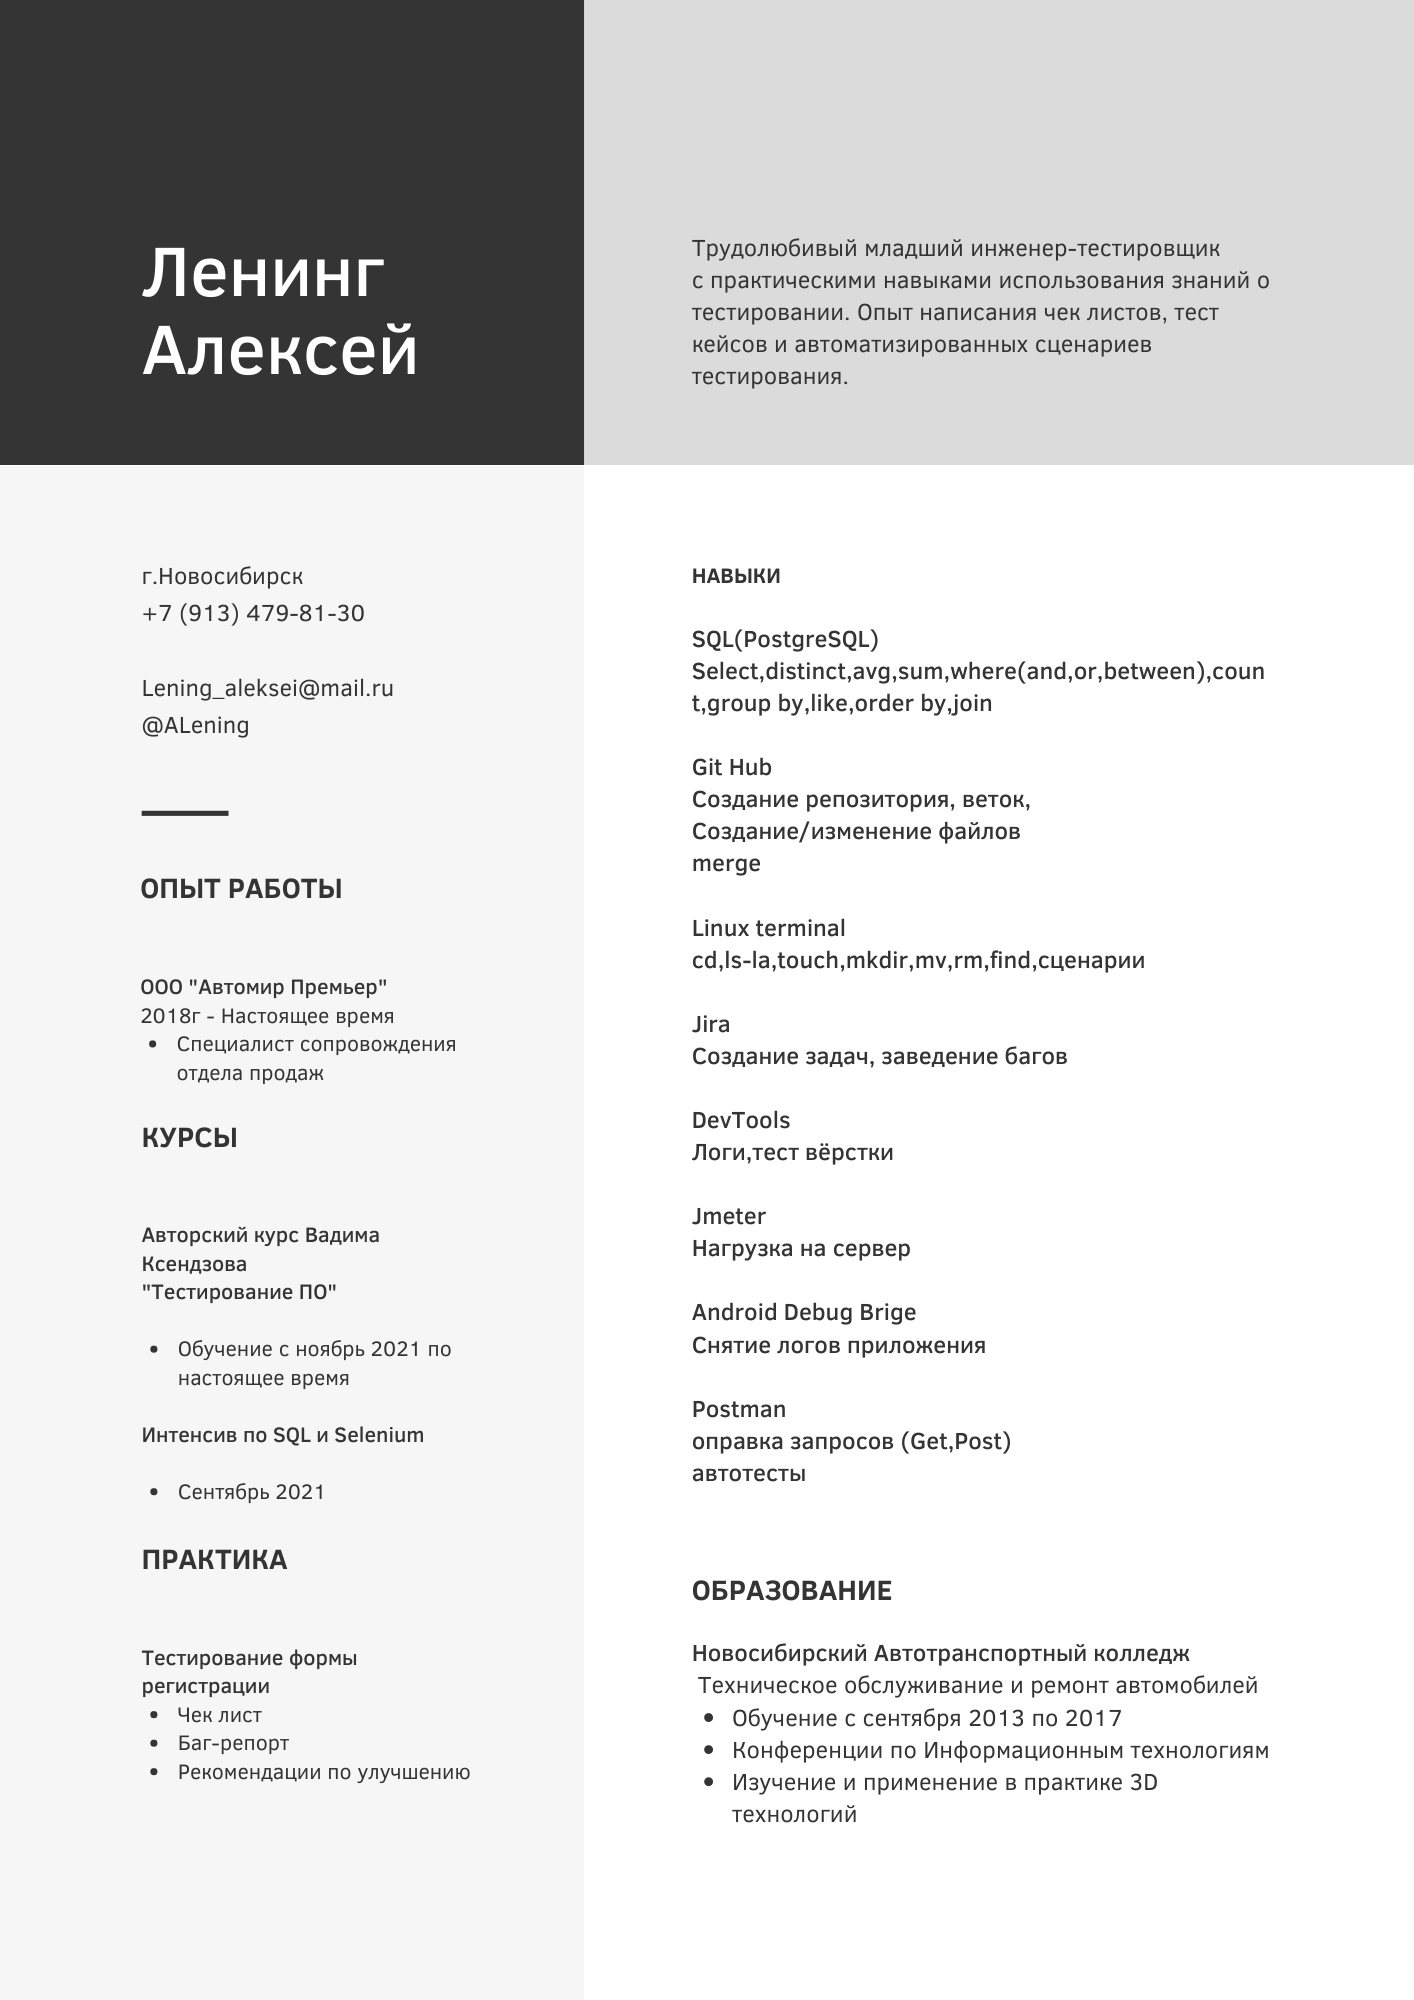 Ленинг
Алексей
Трудолюбивый младший инженер-тестировщик
с практическими навыками использования знаний о
тестировании. Опыт написания чек листов, тест
кейсов и автоматизированных сценариев
тестирования.
г.Новосибирск
+7 (913) 479-81-30
Lening_aleksei@mail.ru
@ALening
ОПЫТ РАБОТЫ
ООО "Автомир Премьер"
2018г - Настоящее время
• Специалист сопровождения
отдела продаж
КУРСЫ
Авторский курс Вадима
Ксендзова
"Тестирование ПО"
• Обучение с ноябрь 2021 по
настоящее время
Интенсив по SQL и Selenium
• Сентябрь 2021
ПРАКТИКА
Тестирование формы
регистрации
• Чек лист
• Баг-репорт
• Рекомендации по улучшению
НАВЫКИ
SQL(PostgreSQL)
Select,distinct,avg,sum,where(and,or,between),coun
t,group by,like,order by,join
Git Hub
Создание репозитория, веток,
Создание/изменение файлов
merge
Linux terminal
cd,ls-la,touch,mkdir,mv,rm,find,сценарии
Jira
Создание задач, заведение багов
DevTools
Логи,тест вёрстки
Jmeter
Нагрузка на сервер
Android Debug Brige
Снятие логов приложения
Postman
оправка запросов (Get,Post)
автотесты
ОБРАЗОВАНИЕ
Новосибирский Автотранспортный колледж
Техническое обслуживание и ремонт автомобилей
• Обучение с сентября 2013 по 2017
• Конференции по Информационным технологиям
• Изучение и применение в практике 3D
технологий